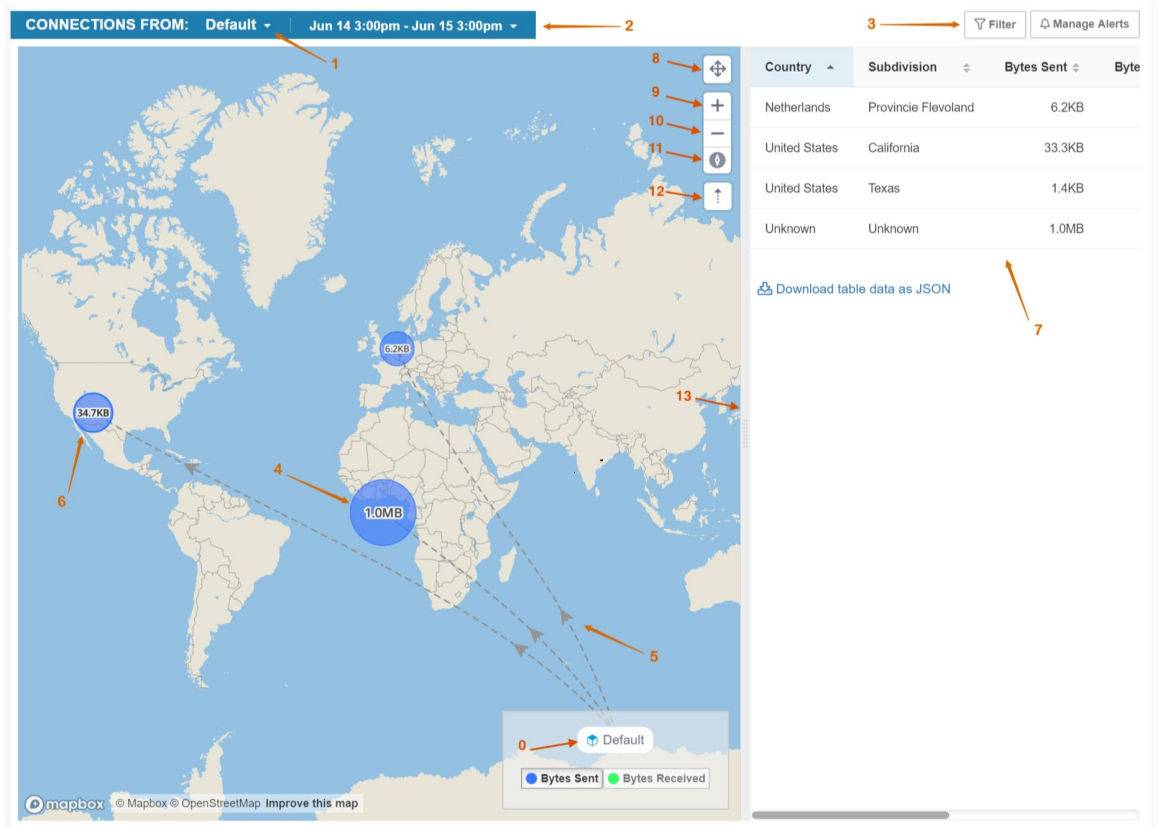 CONNECTIONS FROM: Default Jun 14 3:00pm - Jun 15 3:00pm 2 3 Filter Manage Alerts
1
8
9
10
11
12
Country Subdivision Bytes Sent Byte
Netherlands Provincie Flevoland 6.2KB
United States California 33.3KB
United States Texas 1.4KB
Unknown Unknown 1.0MB
Download table data as JSON
7
6.2KB
13
34.7KB
6
4
1.0MB
5
0 Default
Bytes Sent Bytes Received
mapbox © Mapbox © OpenStreetMap Improve this map